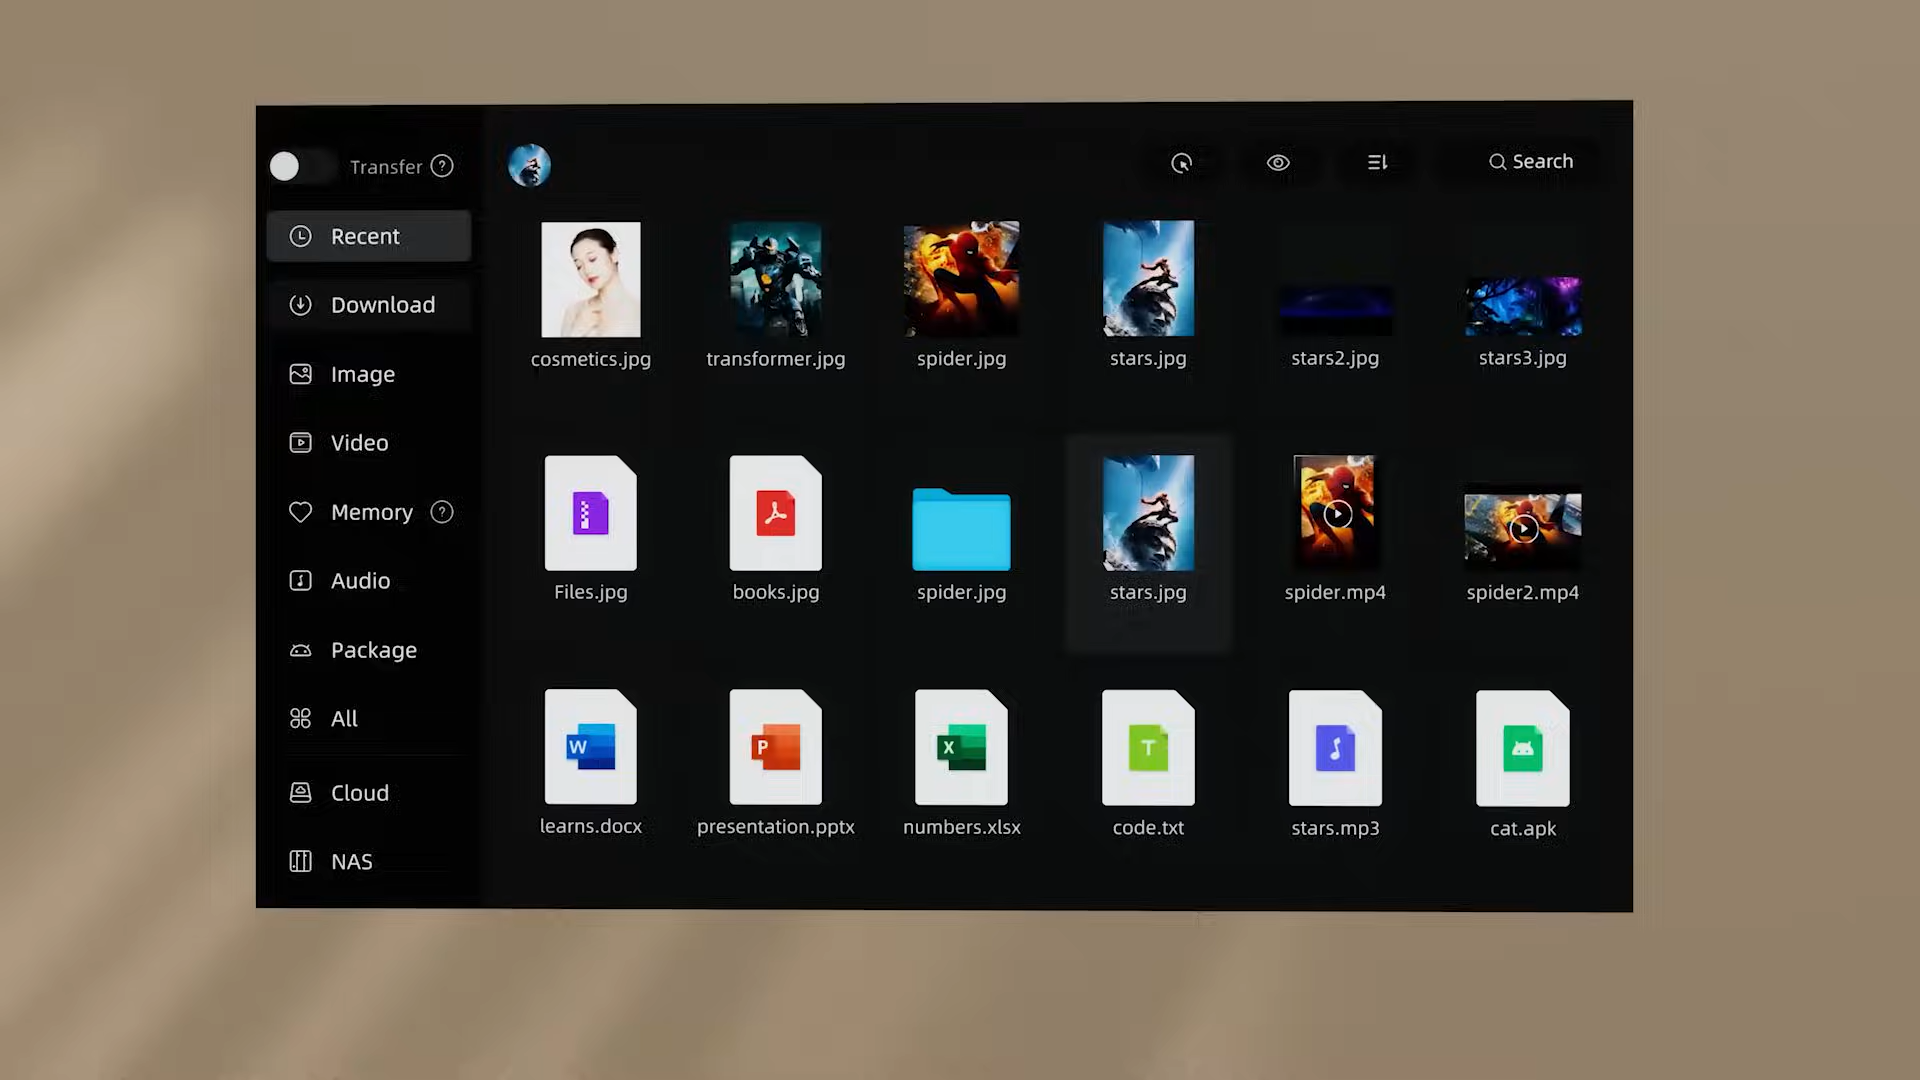 Transfer ?
Search
Recent
Download
Image
Video
Memory ?
Audio
Package
All
Cloud
NAS
cosmetics.jpg
transformer.jpg
spider.jpg
stars.jpg
stars2.jpg
stars3.jpg
Files.jpg
books.jpg
spider.jpg
stars.jpg
spider.mp4
spider2.mp4
W
P
X
T
learns.docx
presentation.pptx
numbers.xlsx
code.txt
stars.mp3
cat.apk